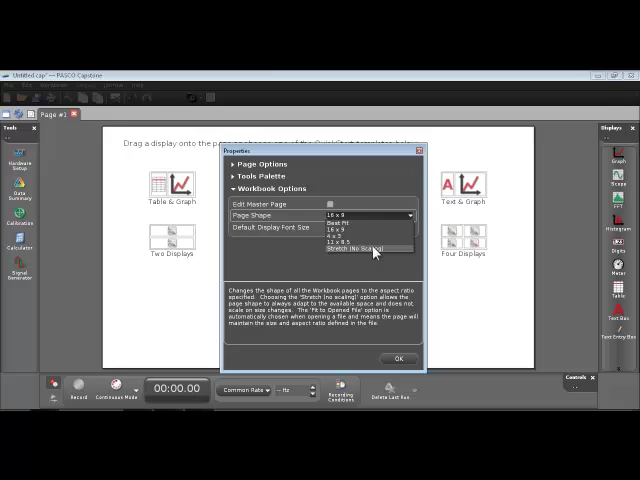 Untitled.cap* — PASCO Capstone
Page #1
Tools
Displays
Drag a display onto the page
Properties
Page Options
Tools Palette
Workbook Options
Edit Master Page
Page Shape
16 x 9
Best Fit
16 x 9
4 x 3
11 x 8.5
Stretch (No Scaling)
Default Display Font Size
Changes the shape of all the Workbook pages to the aspect ratio
specified. Choosing the 'Stretch (no scaling)' option allows the
page shape to always adapt to the available space and does not
scale on size changes. The 'Fit to Opened File' option is
automatically chosen when opening a file and means the page will
maintain the size and aspect ratio defined in the file.
OK
Table & Graph
Text & Graph
Two Displays
Four Displays
Hardware
Setup
Data
Summary
Calibration
Calculator
Signal
Generator
Graph
Scope
FFT
Histogram
Digits
Meter
Table
Text Box
Text Entry Box
Controls
Record
Continuous Mode
00:00.00
Common Rate
-- Hz
Recording
Conditions
Delete Last Run